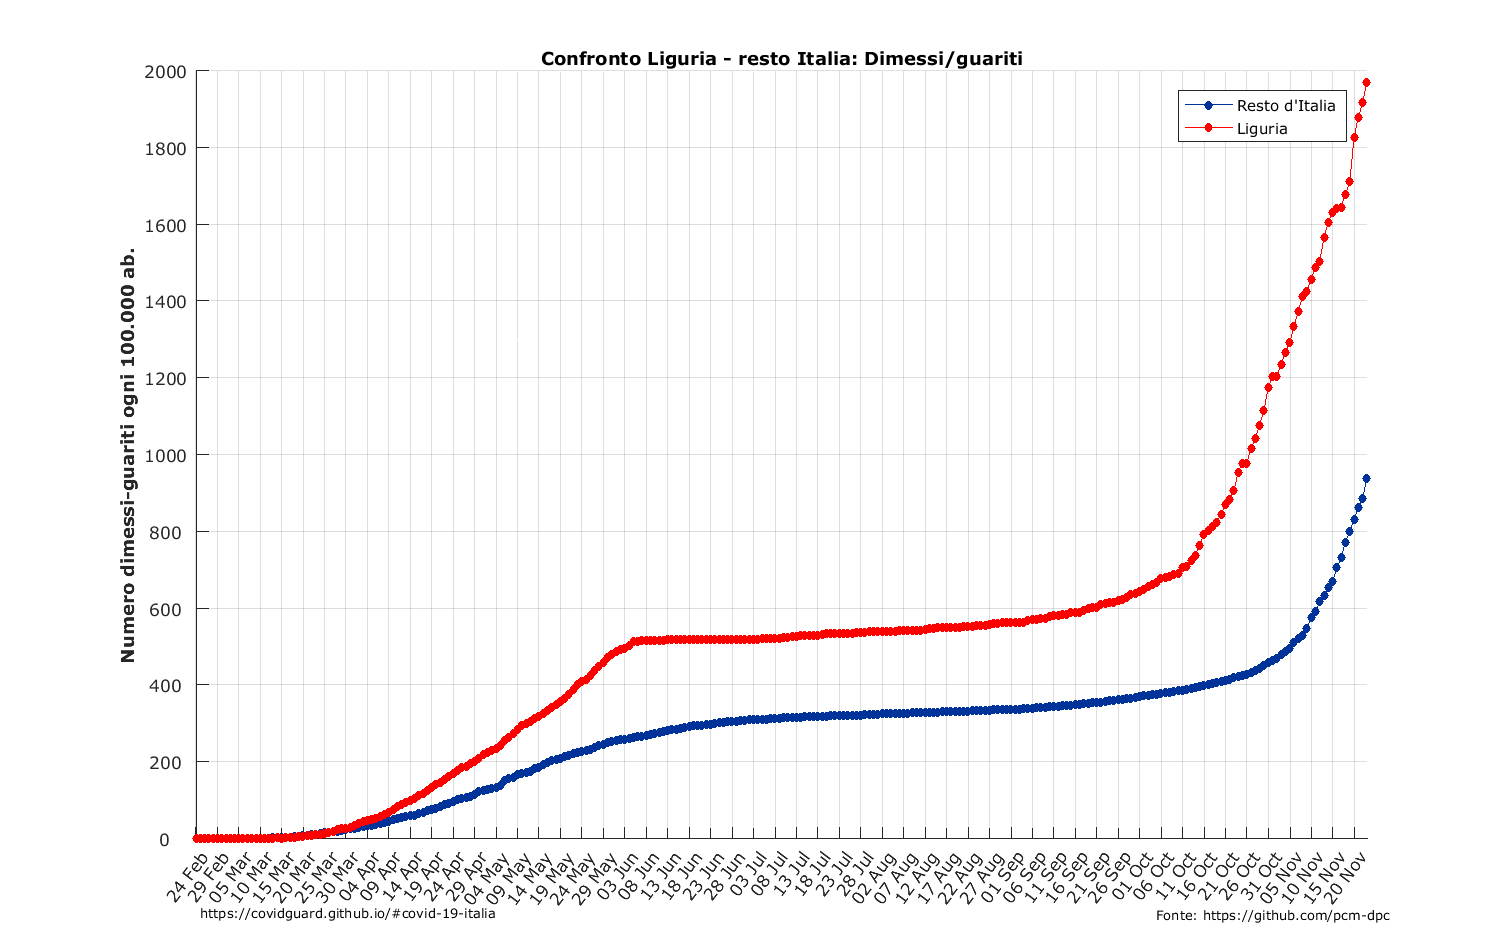 Confronto Liguria - resto Italia: Dimessi/guariti
2000
1800
1600
1400
1200
1000
800
600
400
200
0
Numero dimessi-guariti ogni 100.000 ab.
Resto d'Italia
Liguria
24 Feb
29 Feb
05 Mar
10 Mar
15 Mar
20 Mar
25 Mar
30 Mar
04 Apr
09 Apr
14 Apr
19 Apr
24 Apr
29 Apr
04 May
09 May
14 May
19 May
24 May
29 May
03 Jun
08 Jun
13 Jun
18 Jun
23 Jun
28 Jun
03 Jul
08 Jul
13 Jul
18 Jul
23 Jul
28 Jul
02 Aug
07 Aug
12 Aug
17 Aug
22 Aug
27 Aug
01 Sep
06 Sep
11 Sep
16 Sep
21 Sep
26 Sep
01 Oct
06 Oct
11 Oct
16 Oct
21 Oct
26 Oct
31 Oct
05 Nov
10 Nov
15 Nov
20 Nov
https://covidguard.github.io/#covid-19-italia
Fonte: https://github.com/pcm-dpc